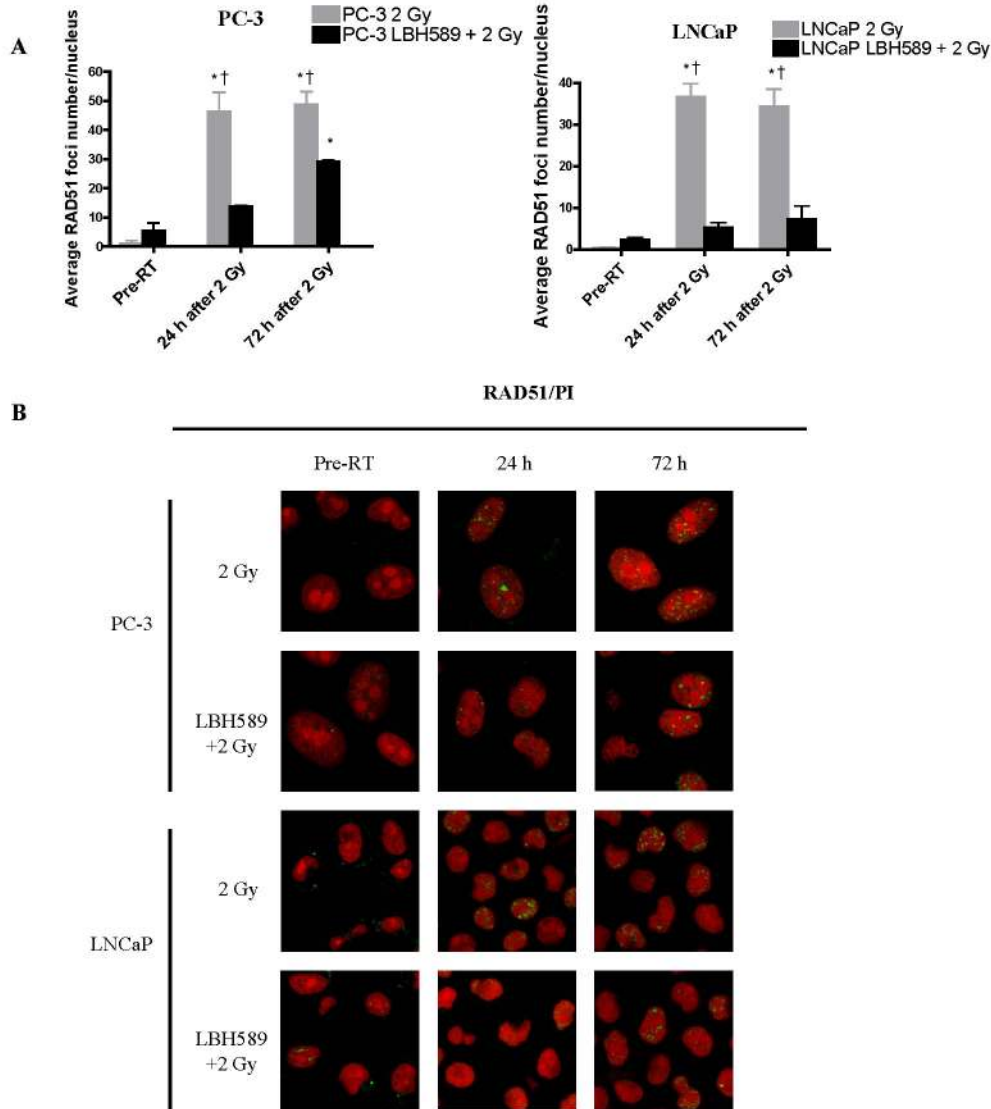 A
PC-3
PC-3 2 Gy
PC-3 LBH589 + 2 Gy
Average RAD51 foci number/nucleus
60
50
40
30
20
10
0
*†
*†
*
Pre-RT
24 h after 2 Gy
72 h after 2 Gy
LNCaP
LNCaP 2 Gy
LNCaP LBH589 + 2 Gy
Average RAD51 foci number/nucleus
40
30
20
10
0
*†
*†
Pre-RT
24 h after 2 Gy
72 h after 2 Gy
B
RAD51/PI
Pre-RT 24 h 72 h
PC-3
2 Gy
LBH589
+2 Gy
LNCaP
2 Gy
LBH589
+2 Gy